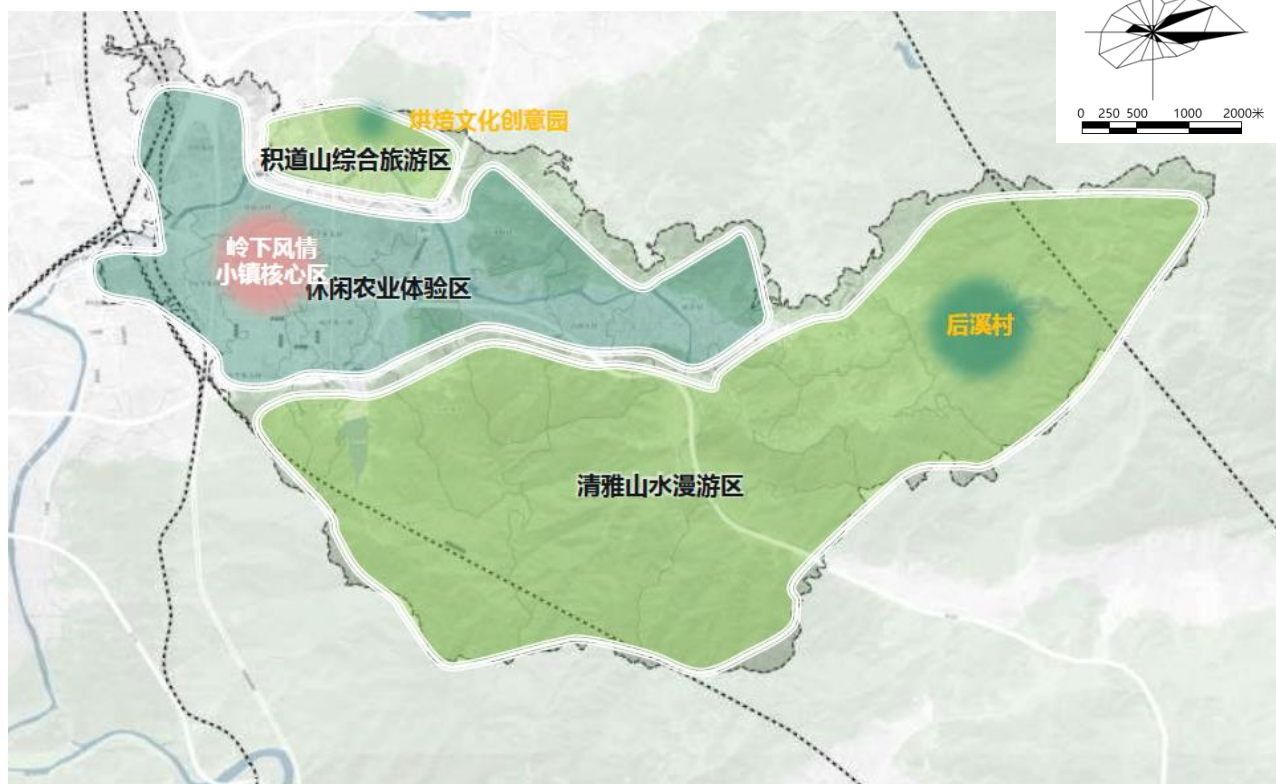 0 250 500 1000 2000米
烘焙文化创意园
积道山综合旅游区
岭下风情
小镇核心区
休闲农业体验区
后溪村
清雅山水漫游区